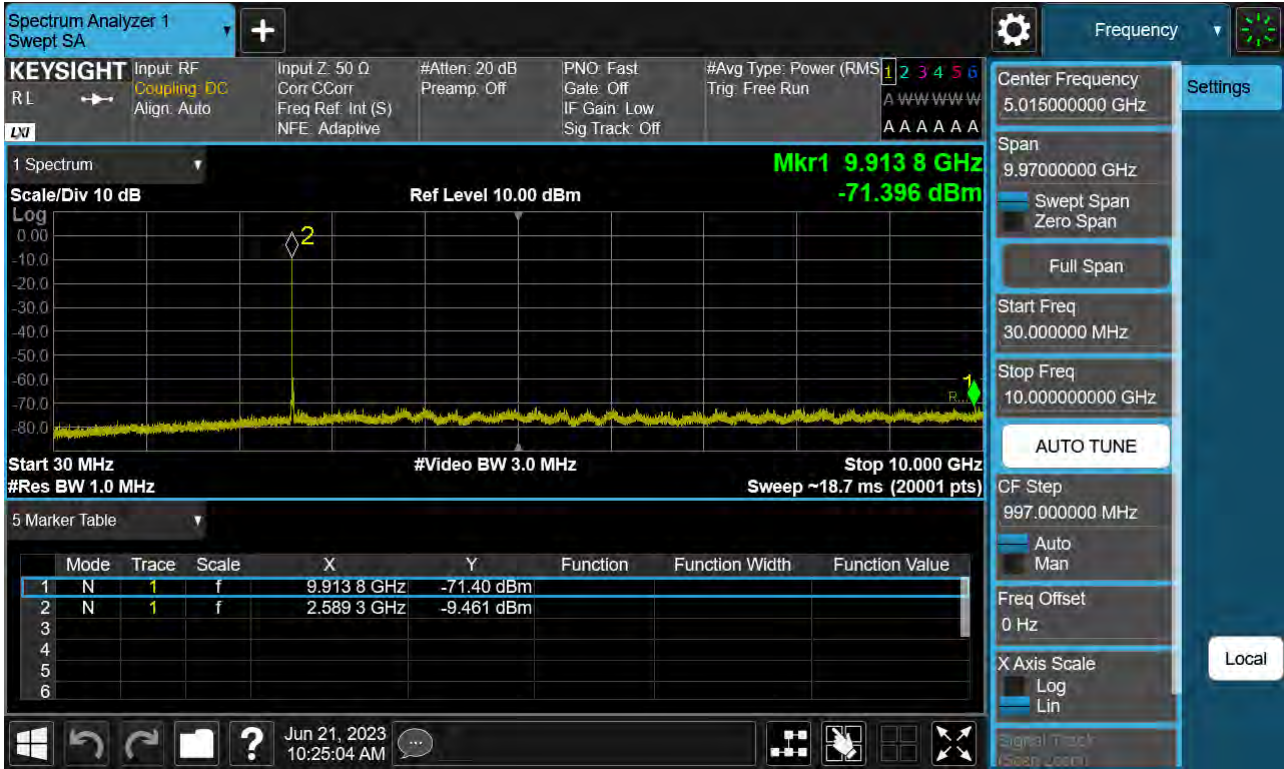 Spectrum Analyzer 1
Swept SA
+
Frequency
KEYSIGHT
RL
LXI
Input: RF
Coupling: DC
Align: Auto
Input Z: 50 Ω
Corr CCorr
Freq Ref: Int (S)
NFE: Adaptive
#Atten: 20 dB
Preamp: Off
PNO: Fast
Gate: Off
IF Gain: Low
Sig Track: Off
#Avg Type: Power (RMS
Trig: Free Run
1 2 3 4 5 6
A W W W W W
A A A A A A
1 Spectrum
Scale/Div 10 dB
Ref Level 10.00 dBm
Mkr1 9.913 8 GHz
-71.396 dBm
Log
0.00
-10.0
-20.0
-30.0
-40.0
-50.0
-60.0
-70.0
-80.0
2
1
R...
Start 30 MHz
#Video BW 3.0 MHz
Stop 10.000 GHz
#Res BW 1.0 MHz
Sweep ~18.7 ms (20001 pts)
5 Marker Table
Mode Trace Scale X Y Function Function Width Function Value
1 N 1 f 9.913 8 GHz -71.40 dBm
2 N 1 f 2.589 3 GHz -9.461 dBm
3
4
5
6
?
Jun 21, 2023
10:25:04 AM
Center Frequency
5.015000000 GHz
Span
9.97000000 GHz
Swept Span
Zero Span
Full Span
Start Freq
30.000000 MHz
Stop Freq
10.000000000 GHz
AUTO TUNE
CF Step
997.000000 MHz
Auto
Man
Freq Offset
0 Hz
X Axis Scale
Log
Lin
Signal Track
(Span Zoom)
Settings
Local